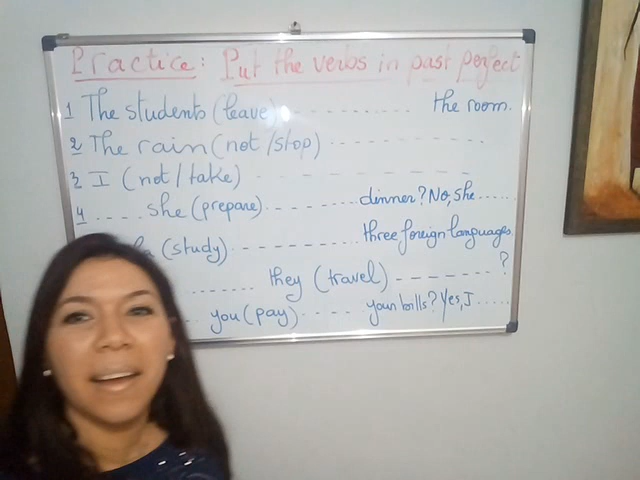 Practice: Put the verbs in past perfect
1 The students (leave) ------------ the room.
2 The rain (not/stop) ------------
3 I (not/take) ------------
4 ..... she (prepare) ------------ dinner? No, she ......
(study) ------------ three foreign languages
........ they (travel) ------------ ?
you (pay) ------ your bills? Yes, I ......